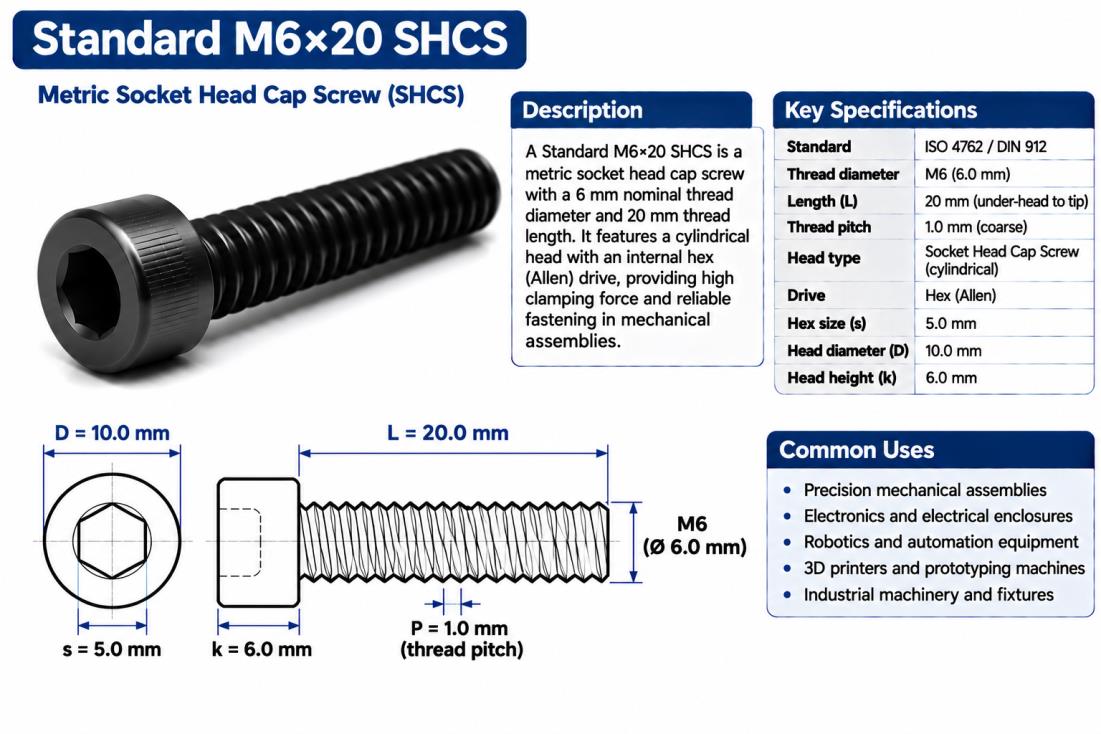 Standard M6×20 SHCS
Metric Socket Head Cap Screw (SHCS)
Description
A Standard M6×20 SHCS is a
metric socket head cap screw
with a 6 mm nominal thread
diameter and 20 mm thread
length. It features a cylindrical
head with an internal hex
(Allen) drive, providing high
clamping force and reliable
fastening in mechanical
assemblies.
Key Specifications
Standard ISO 4762 / DIN 912
Thread diameter M6 (6.0 mm)
Length (L) 20 mm (under-head to tip)
Thread pitch 1.0 mm (coarse)
Head type Socket Head Cap Screw
(cylindrical)
Drive Hex (Allen)
Hex size (s) 5.0 mm
Head diameter (D) 10.0 mm
Head height (k) 6.0 mm
D = 10.0 mm
L = 20.0 mm
M6
(Ø 6.0 mm)
s = 5.0 mm
k = 6.0 mm
P = 1.0 mm
(thread pitch)
Common Uses
• Precision mechanical assemblies
• Electronics and electrical enclosures
• Robotics and automation equipment
• 3D printers and prototyping machines
• Industrial machinery and fixtures